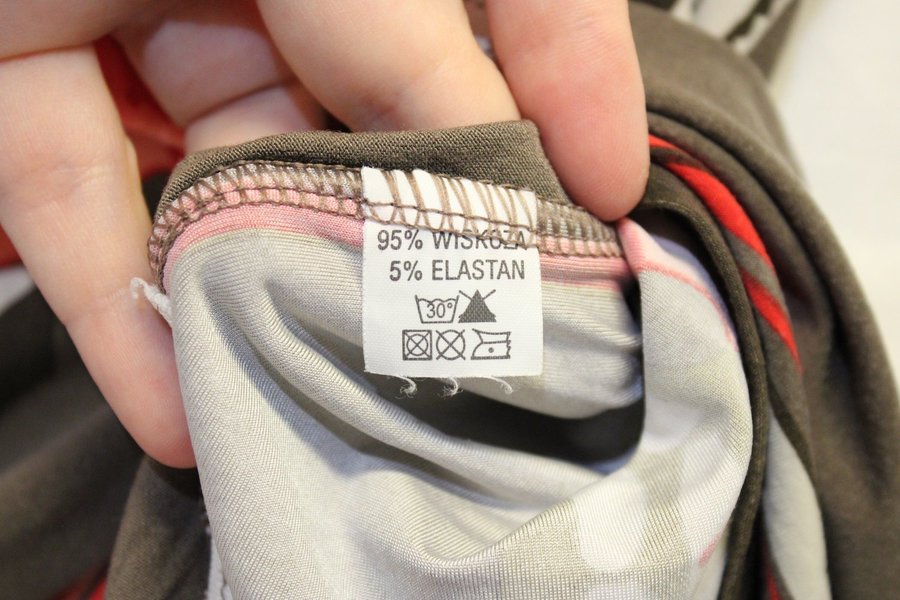 95% WISKOZA
5% ELASTAN
30°